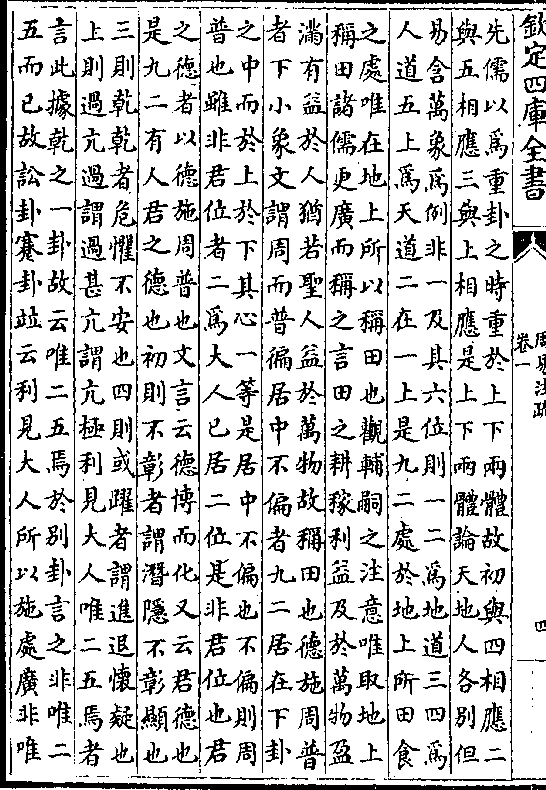 欽定四庫全書
周易注疏
卷一
四
先儒以爲重卦之時重於上下兩體故初與四相應二
與五相應三與上相應是上下兩體論天地人各別但
易含萬象爲例非一及其六位則一二爲地道三四爲
人道五上爲天道二在一上是九二處於地上所田食
之處唯在地上所以稱田也觀輔嗣之注意唯取地上
稱田諸儒更廣而稱之言田之耕稼利益及於萬物盈
滿有益於人猶若聖人益於萬物故稱田也德施周普
者下小象文謂周而普徧居中不偏者九二居在下卦
之中而於上於下其心一等是居中不偏也不偏則周
普也雖非君位者二爲大人已居二位是非君位也君
之德者以德施周普也文言云德博而化又云君德也
是九二有人君之德也初則不彰者謂潛隱不彰顯也
三則乾乾者危懼不安也四則或躍者謂進退懷疑也
上則過亢過謂過甚亢謂亢極利見大人唯二五焉者
言此據乾之一卦故云唯二五焉於別卦言之非唯二
五而已故訟卦蹇卦竝云利見大人所以施處廣非唯